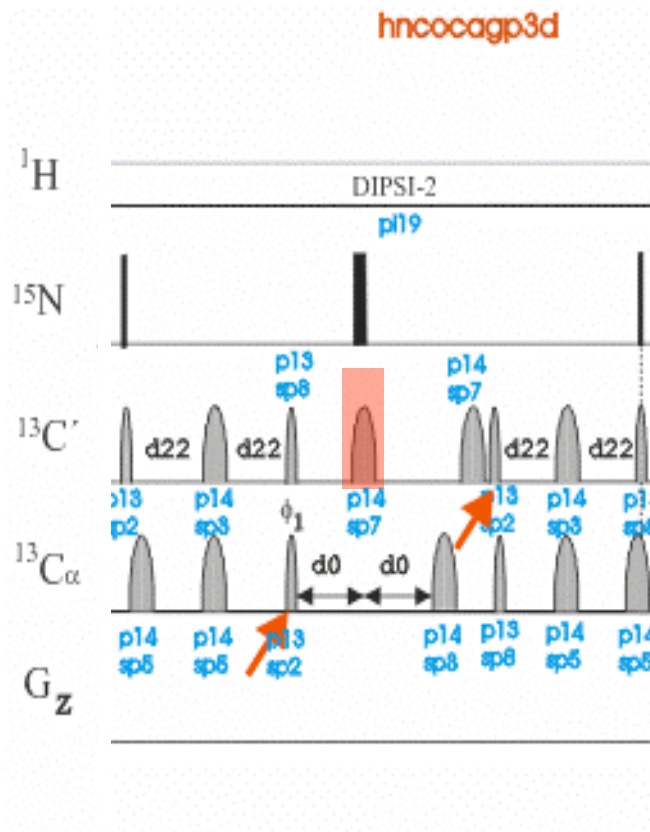 hncocagp3d
1H
DIPSI-2
pl19
15N
p13 p14
sp8 sp7
13C´
d22 d22 d22 d22
p13 p14 ϕ1 p14 p13 p14
sp2 sp3 sp7 sp2 sp3
13Cα
d0 d0
p14 p14 p13 p14 p13 p14 p14
sp5 sp5 sp2 sp8 sp8 sp5 sp5
Gz